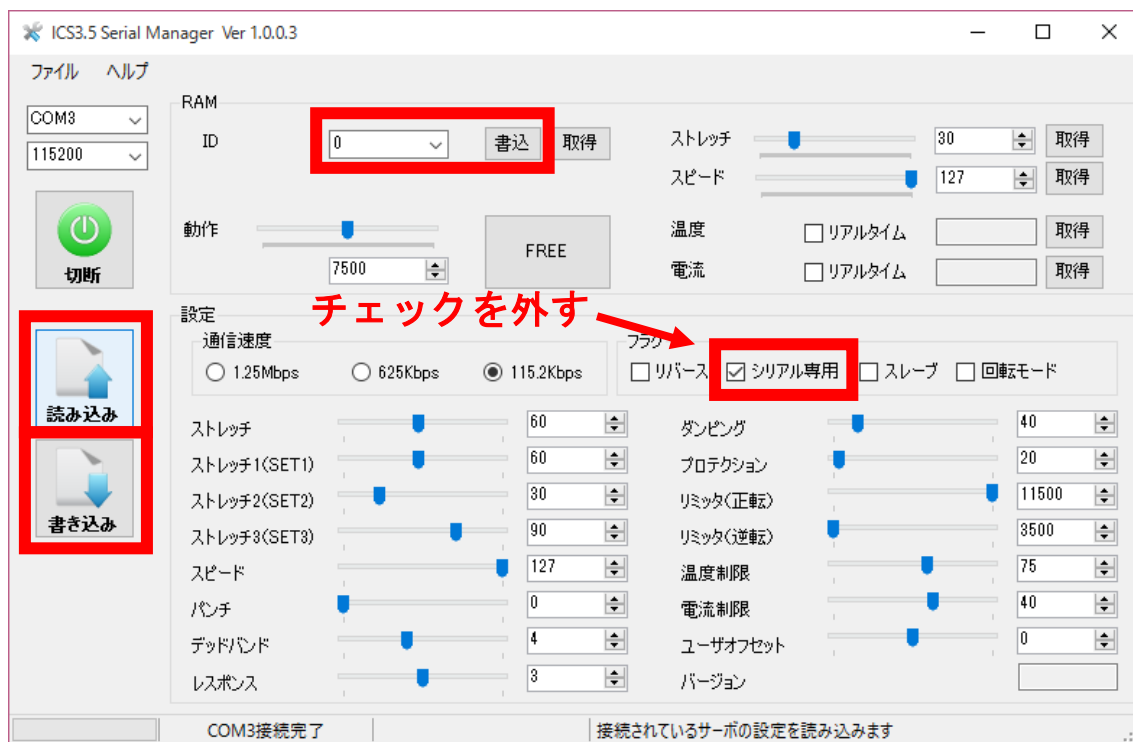 ICS3.5 Serial Manager Ver 1.0.0.3
ファイル ヘルプ
COM3
115200
切断
読み込み
書き込み
RAM
ID 0 書込 取得
動作
7500
FREE
ストレッチ 30 取得
スピード 127 取得
温度 リアルタイム 取得
電流 リアルタイム 取得
チェックを外す
設定
通信速度
1.25Mbps 625Kbps 115.2Kbps
フラグ
リバース シリアル専用 スレーブ 回転モード
ストレッチ 60
ストレッチ1(SET1) 60
ストレッチ2(SET2) 30
ストレッチ3(SET3) 90
スピード 127
パンチ 0
デッドバンド 4
レスポンス 3
ダンピング 40
プロテクション 20
リミッタ(正転) 11500
リミッタ(逆転) 3500
温度制限 75
電流制限 40
ユーザオフセット 0
バージョン
COM3接続完了
接続されているサーボの設定を読み込みます